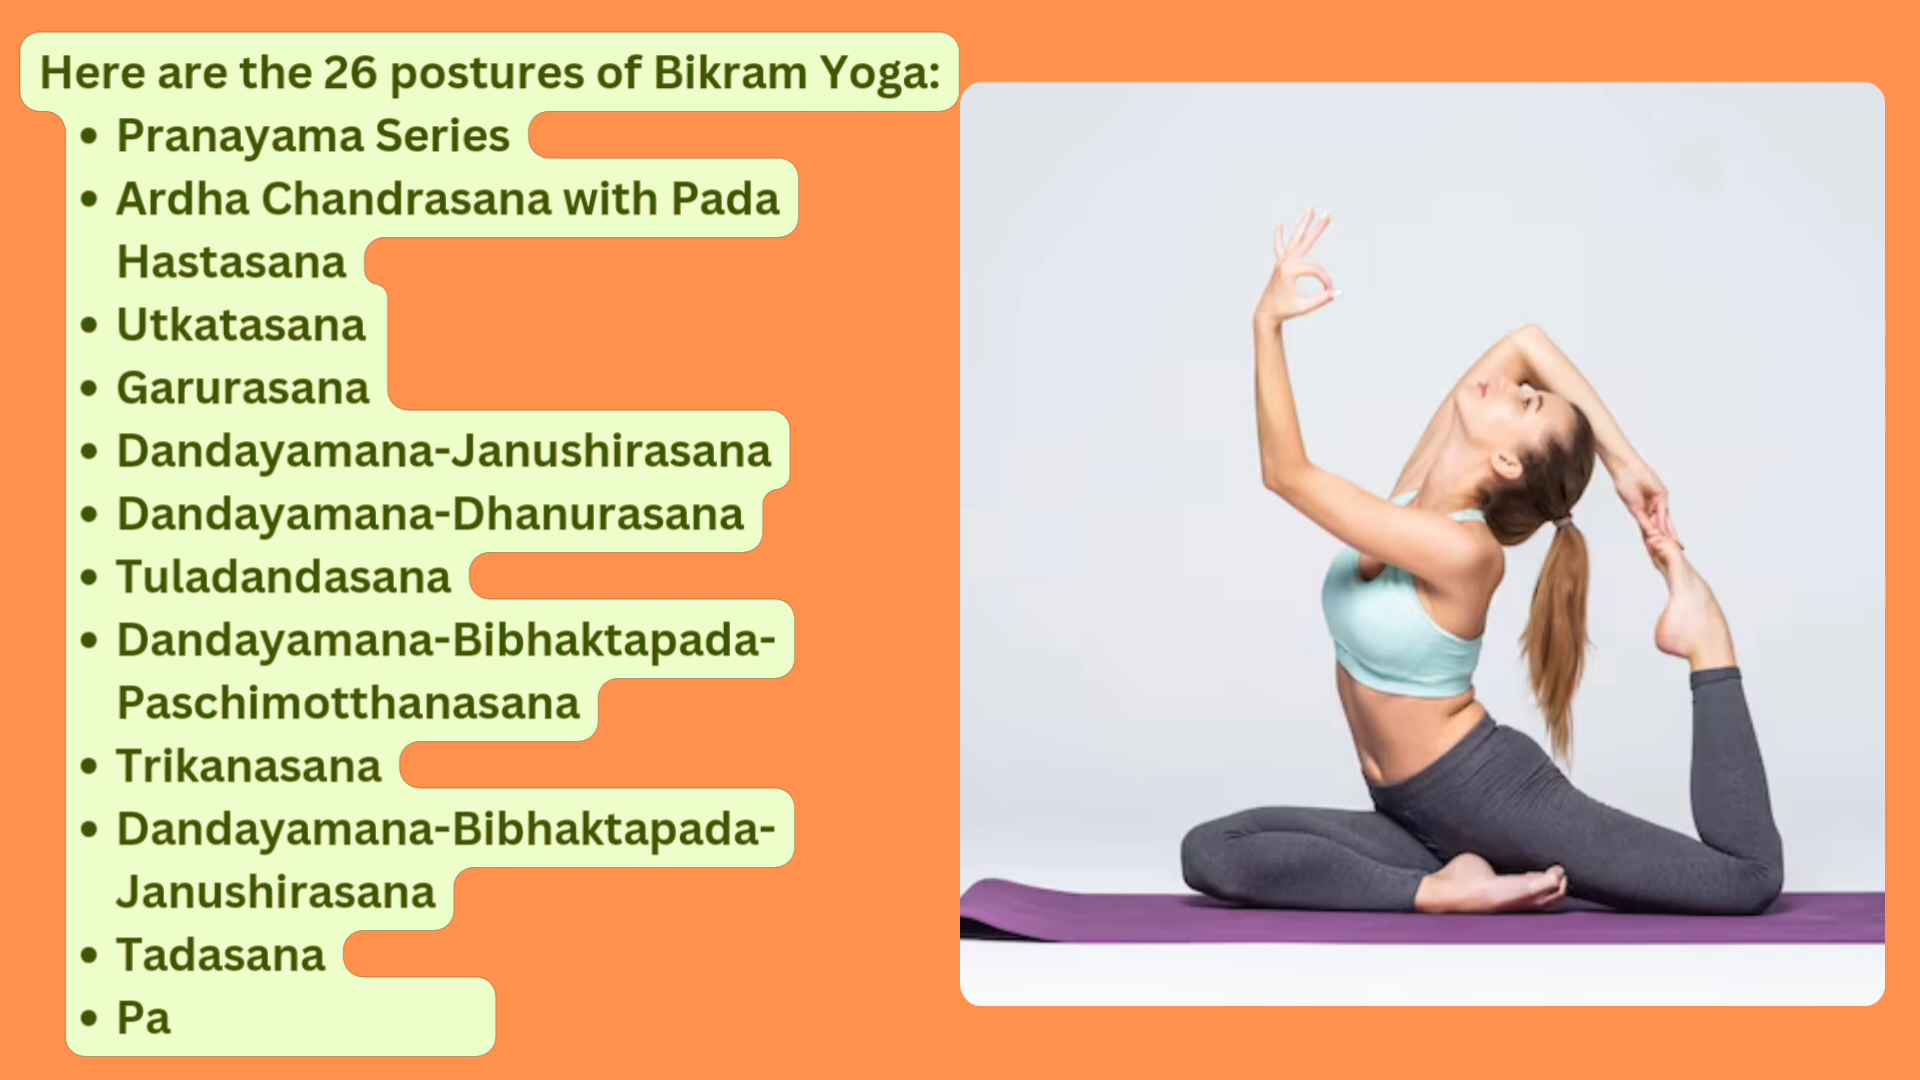 Here are the 26 postures of Bikram Yoga:
• Pranayama Series
• Ardha Chandrasana with Pada
Hastasana
• Utkatasana
• Garurasana
• Dandayamana-Janushirasana
• Dandayamana-Dhanurasana
• Tuladandasana
• Dandayamana-Bibhaktapada-
Paschimotthanasana
• Trikanasana
• Dandayamana-Bibhaktapada-
Janushirasana
• Tadasana
• Pa